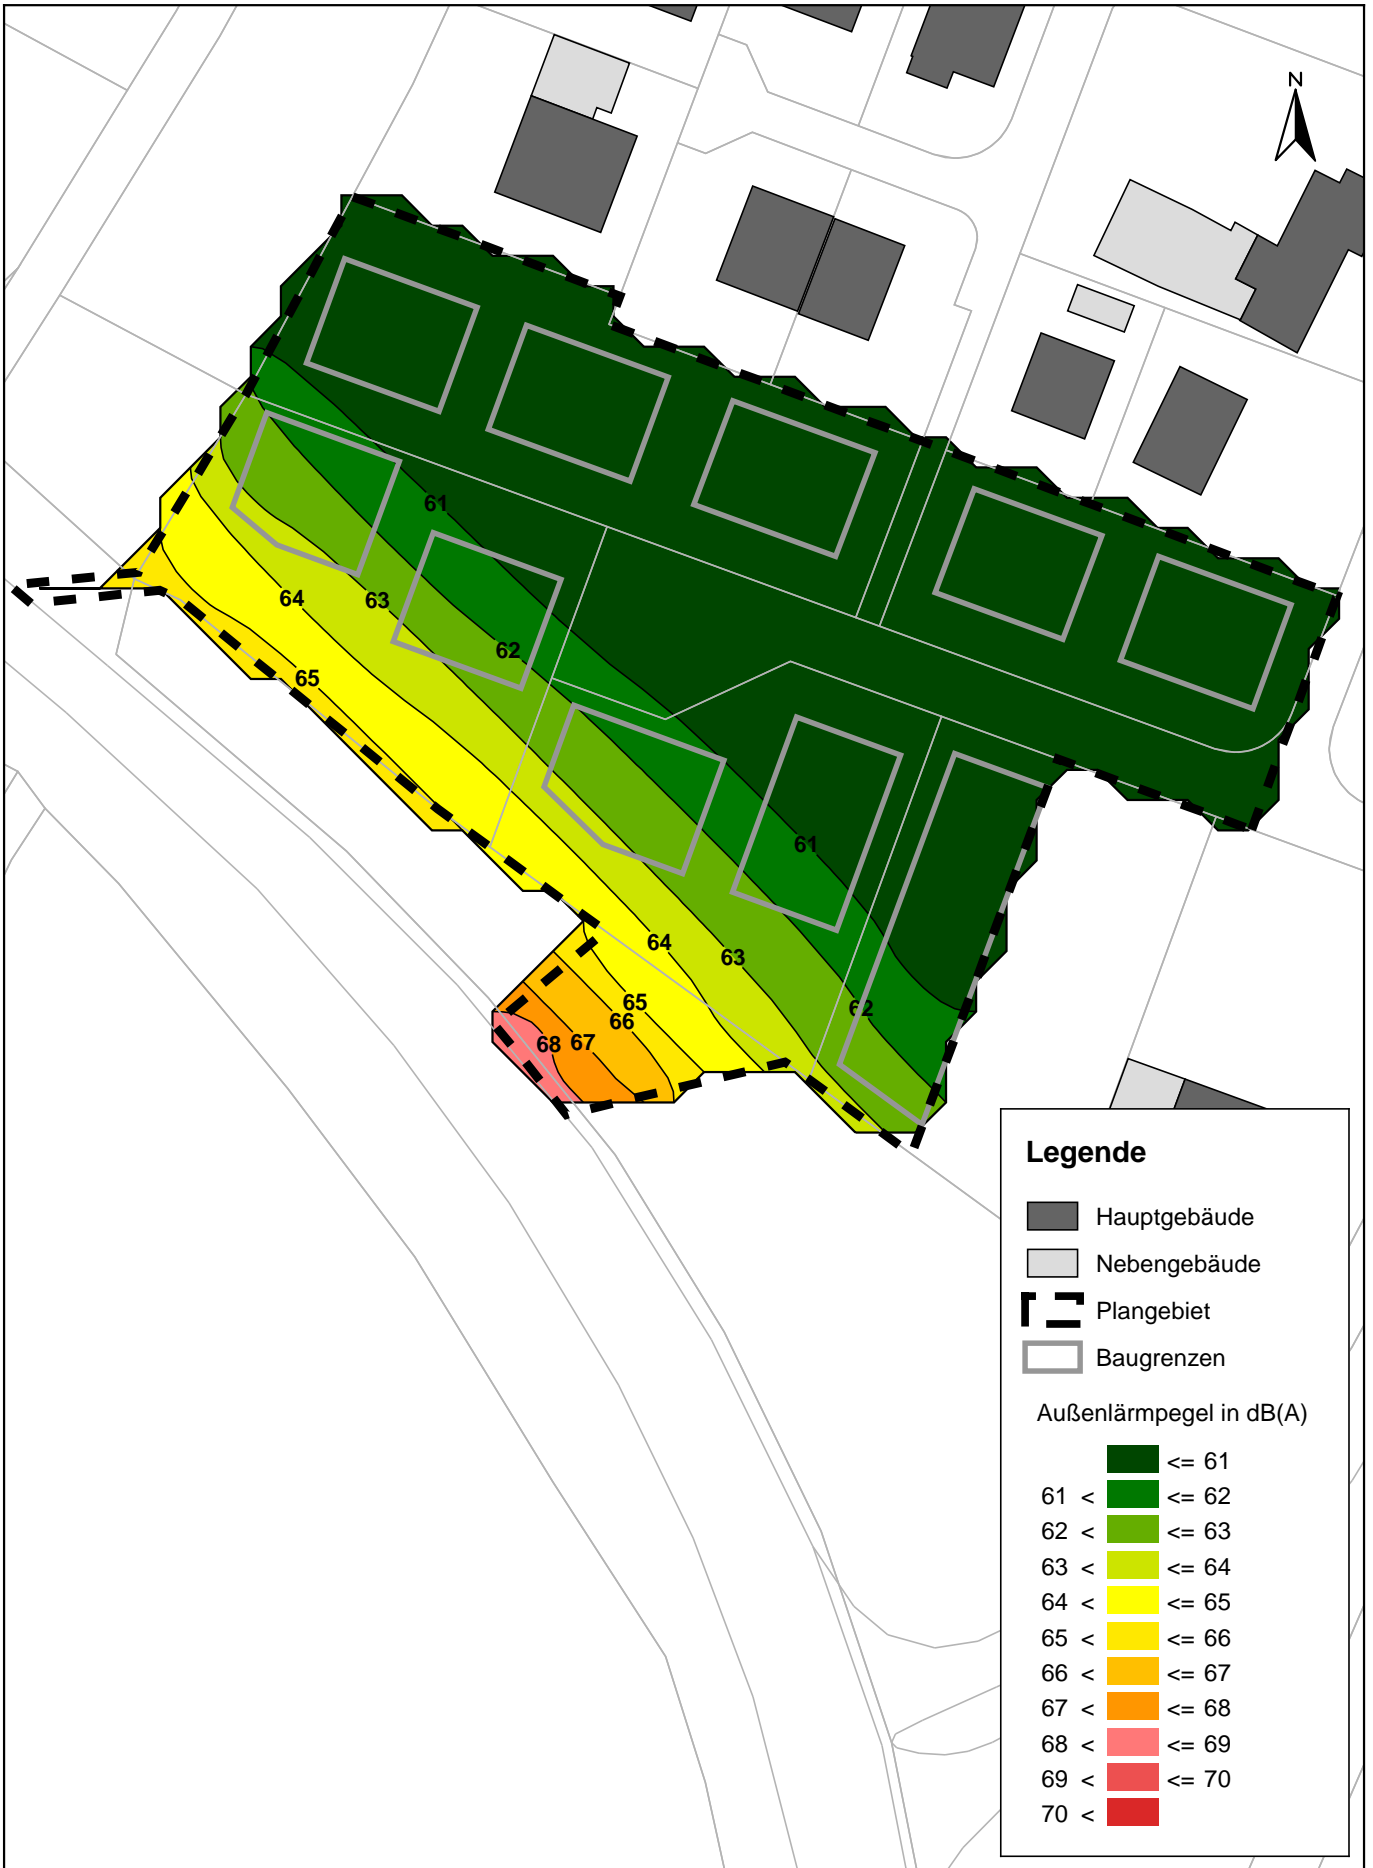 N
61
62
63
64
65
61
62
63
64
65
66
67
68
Legende
Hauptgebäude
Nebengebäude
Plangebiet
Baugrenzen
Außenlärmpegel in dB(A)
<= 61
61 < <= 62
62 < <= 63
63 < <= 64
64 < <= 65
65 < <= 66
66 < <= 67
67 < <= 68
68 < <= 69
69 < <= 70
70 <